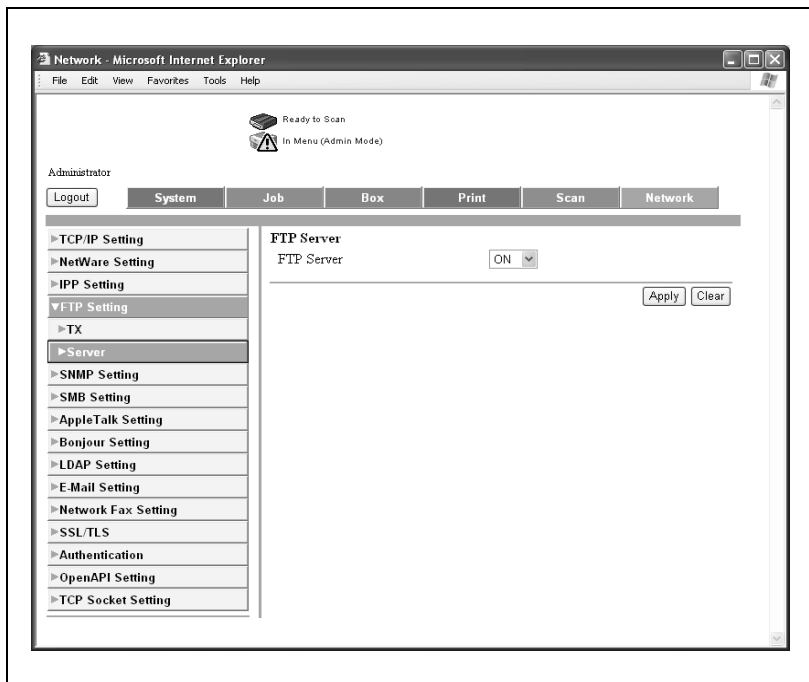 Network - Microsoft Internet Explorer
File Edit View Favorites Tools Help
Ready to Scan
In Menu (Admin Mode)
Administrator
Logout System Job Box Print Scan Network
TCP/IP Setting
NetWare Setting
IPP Setting
FTP Setting
TX
Server
SNMP Setting
SMB Setting
AppleTalk Setting
Bonjour Setting
LDAP Setting
E-Mail Setting
Network Fax Setting
SSL/TLS
Authentication
OpenAPI Setting
TCP Socket Setting
FTP Server
FTP Server ON
Apply Clear